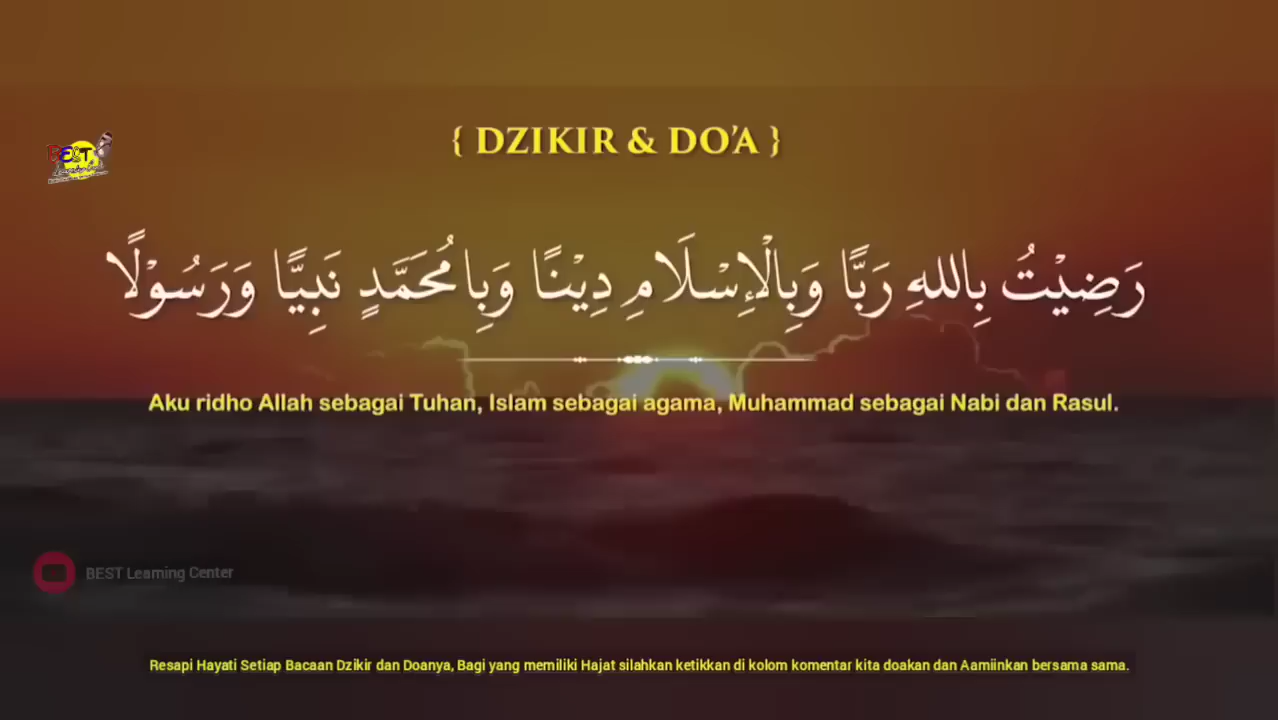 { DZIKIR & DO'A }
BEST
رَضِيْتُ بِاللهِ رَبًّا وَبِالْإِسْلَامِ دِيْنًا وَبِامُحَمَّدٍ نَبِيًّا وَرَسُوْلًا
Aku ridho Allah sebagai Tuhan, Islam sebagai agama, Muhammad sebagai Nabi dan Rasul.
BEST Learning Center
Resapi Hayati Setiap Bacaan Dzikir dan Doanya, Bagi yang memiliki Hajat silahkan ketikkan di kolom komentar kita doakan dan Aamiinkan bersama sama.